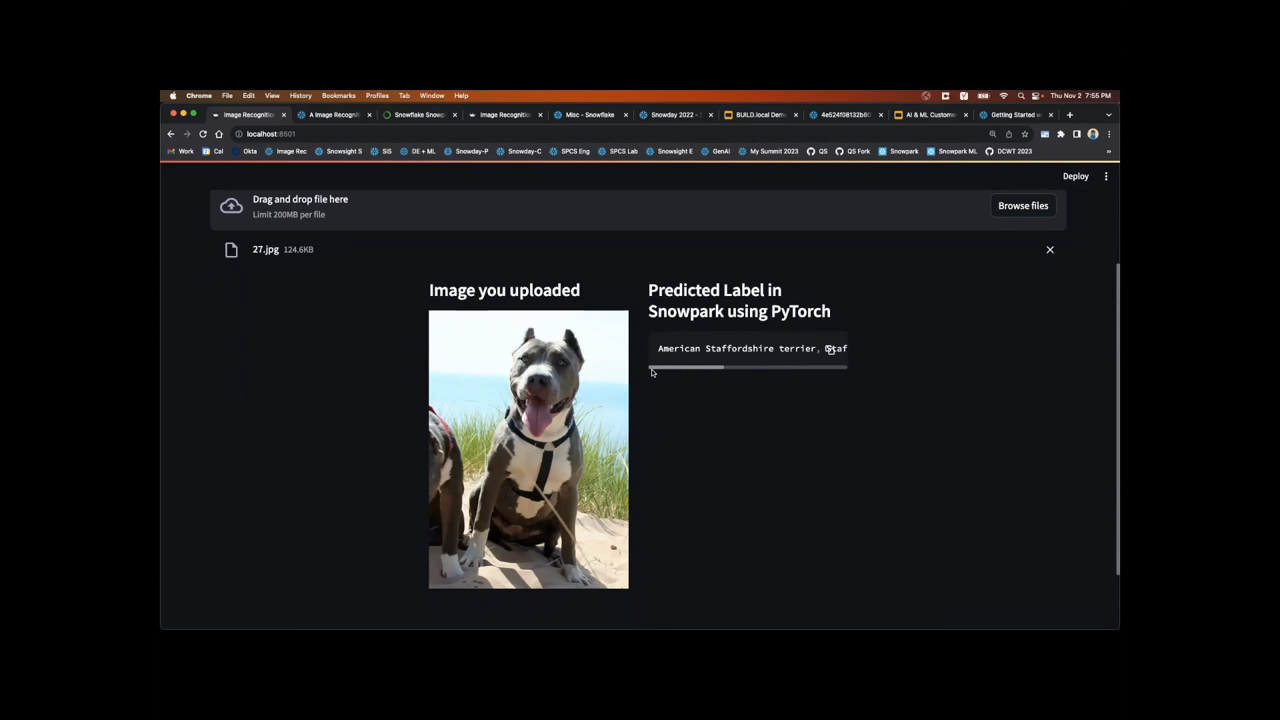 Chrome File Edit View History Bookmarks Profiles Tab Window Help Thu Nov 2 7:55 PM
Image Recognition A Image Recognit Snowflake Snowp Image Recognitio Misc - Snowflake Snowday 2022 - BUILD.local Dem 4e524f08132b80 AI & ML Custome Getting Started w
localhost:8501
Work Cal Okta Image Rec Snowsight S SiS DE + ML Snowday-P Snowday-C SPCS Eng SPCS Lab Snowsight E GenAI My Summit 2023 QS QS Fork Snowpark Snowpark ML DCWT 2023 »
Deploy
Drag and drop file here
Limit 200MB per file
Browse files
27.jpg 124.6KB
Image you uploaded
Predicted Label in
Snowpark using PyTorch
American Staffordshire terrier, Staf